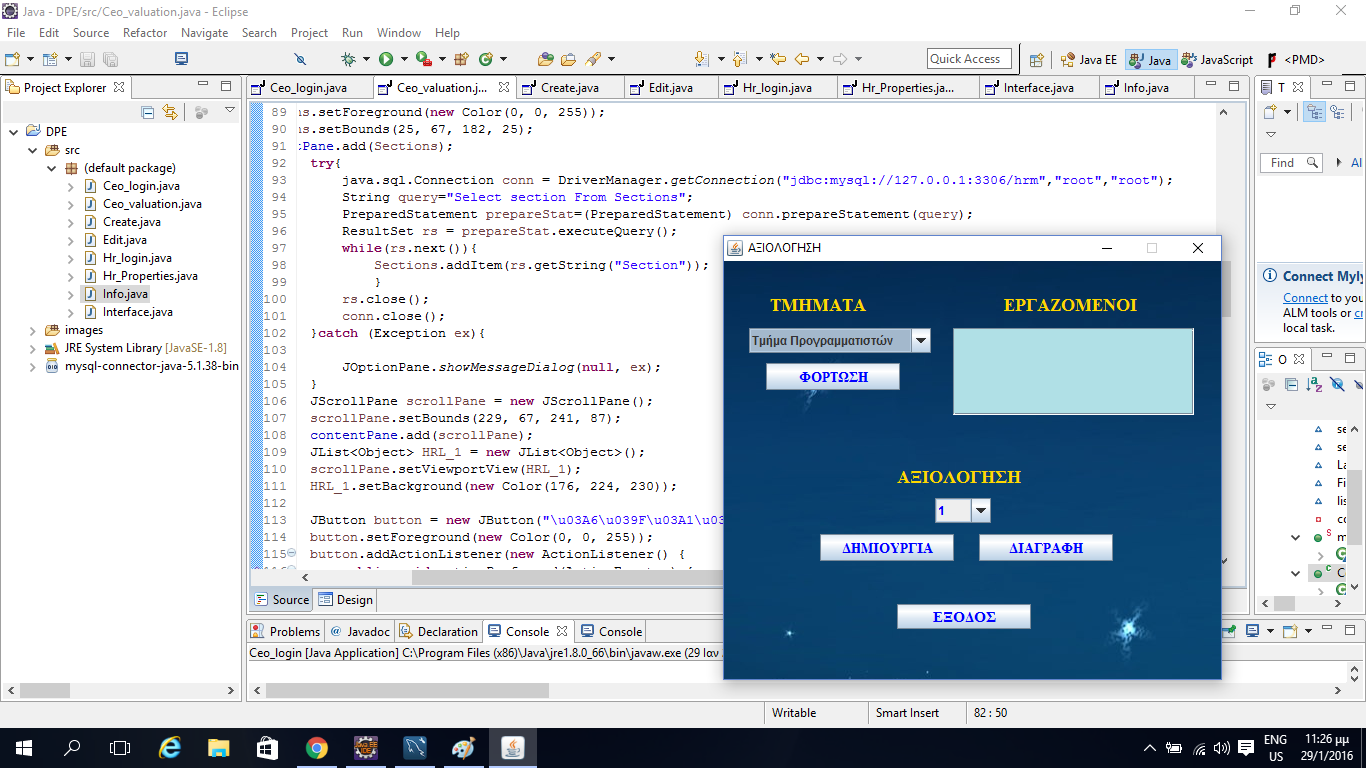 Java - DPE/src/Ceo_valuation.java - Eclipse
File Edit Source Refactor Navigate Search Project Run Window Help
Quick Access
Java EE
Java
JavaScript
<PMD>
Project Explorer
DPE
src
(default package)
Ceo_login.java
Ceo_valuation.java
Create.java
Edit.java
Hr_login.java
Hr_Properties.java
Info.java
Interface.java
images
JRE System Library [JavaSE-1.8]
mysql-connector-java-5.1.38-bin
Ceo_login.java
Ceo_valuation.j...
Create.java
Edit.java
Hr_login.java
Hr_Properties.ja...
Interface.java
Info.java
89 ns.setForeground(new Color(0, 0, 255));
90 ns.setBounds(25, 67, 182, 25);
91 :Pane.add(Sections);
92 try{
93 java.sql.Connection conn = DriverManager.getConnection("jdbc:mysql://127.0.0.1:3306/hrm","root","root");
94 String query="Select section From Sections";
95 PreparedStatement prepareStat=(PreparedStatement) conn.prepareStatement(query);
96 ResultSet rs = prepareStat.executeQuery();
97 while(rs.next()){
98 Sections.addItem(rs.getString("Section"));
99 }
100 rs.close();
101 conn.close();
102 }catch (Exception ex){
103
104 JOptionPane.showMessageDialog(null, ex);
105 }
106 JScrollPane scrollPane = new JScrollPane();
107 scrollPane.setBounds(229, 67, 241, 87);
108 contentPane.add(scrollPane);
109 JList<Object> HRL_1 = new JList<Object>();
110 scrollPane.setViewportView(HRL_1);
111 HRL_1.setBackground(new Color(176, 224, 230));
112
113 JButton button = new JButton("\u03A6\u039F\u03A1\u03
114 button.setForeground(new Color(0, 0, 255));
115 button.addActionListener(new ActionListener() {
Source
Design
Problems
@ Javadoc
Declaration
Console
Console
Ceo_login [Java Application] C:\Program Files (x86)\Java\jre1.8.0_66\bin\javaw.exe (29 Ιαν
Writable
Smart Insert
82 : 50
ΑΞΙΟΛΟΓΗΣΗ
ΤΜΗΜΑΤΑ
ΕΡΓΑΖΟΜΕΝΟΙ
Τμήμα Προγραμματιστών
ΦΟΡΤΩΣΗ
ΑΞΙΟΛΟΓΗΣΗ
1
ΔΗΜΙΟΥΡΓΙΑ
ΔΙΑΓΡΑΦΗ
ΕΞΟΔΟΣ
T
Find
Al
Connect Myly
Connect to your
ALM tools or cr
local task.
O
se
se
La
Fi
lis
co
m
C
ENG
US
11:26 μμ
29/1/2016